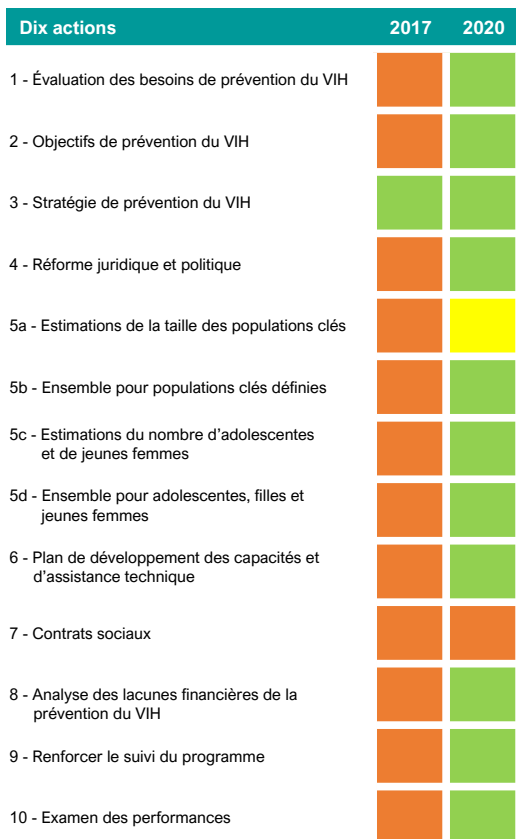 Dix actions 2017 2020
1 - Évaluation des besoins de prévention du VIH
2 - Objectifs de prévention du VIH
3 - Stratégie de prévention du VIH
4 - Réforme juridique et politique
5a - Estimations de la taille des populations clés
5b - Ensemble pour populations clés définies
5c - Estimations du nombre d’adolescentes
et de jeunes femmes
5d - Ensemble pour adolescentes, filles et
jeunes femmes
6 - Plan de développement des capacités et
d’assistance technique
7 - Contrats sociaux
8 - Analyse des lacunes financières de la
prévention du VIH
9 - Renforcer le suivi du programme
10 - Examen des performances